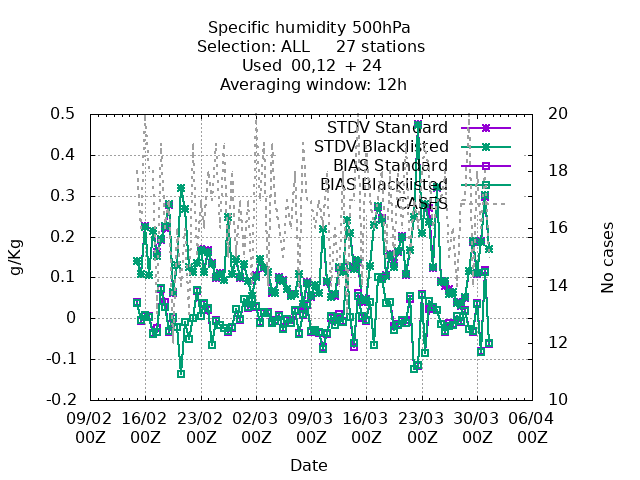 Specific humidity 500hPa
Selection: ALL 27 stations
Used 00,12 + 24
Averaging window: 12h
0.5
0.4
0.3
0.2
0.1
0
-0.1
-0.2
g/Kg
20
18
16
14
12
10
No cases
STDV Standard
STDV Blacklisted
BIAS Standard
BIAS Blacklisted
CASES
09/02 16/02 23/02 02/03 09/03 16/03 23/03 30/03 06/04
00Z 00Z 00Z 00Z 00Z 00Z 00Z 00Z 00Z
Date